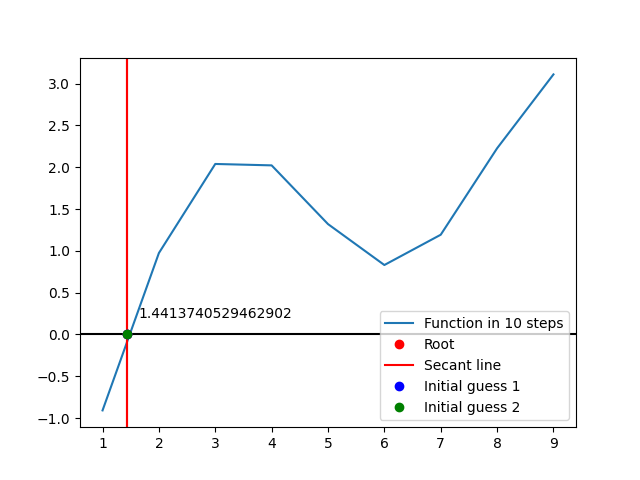 3.0
2.5
2.0
1.5
1.0
0.5
0.0
−0.5
−1.0
1.4413740529462902
Function in 10 steps
Root
Secant line
Initial guess 1
Initial guess 2
1 2 3 4 5 6 7 8 9